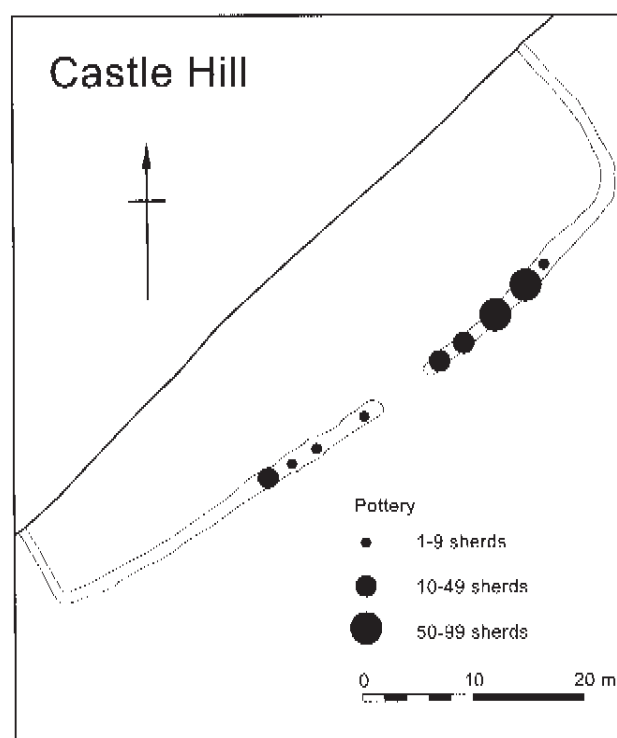 Castle Hill
Pottery
1-9 sherds
10-49 sherds
50-99 sherds
0 10 20 m